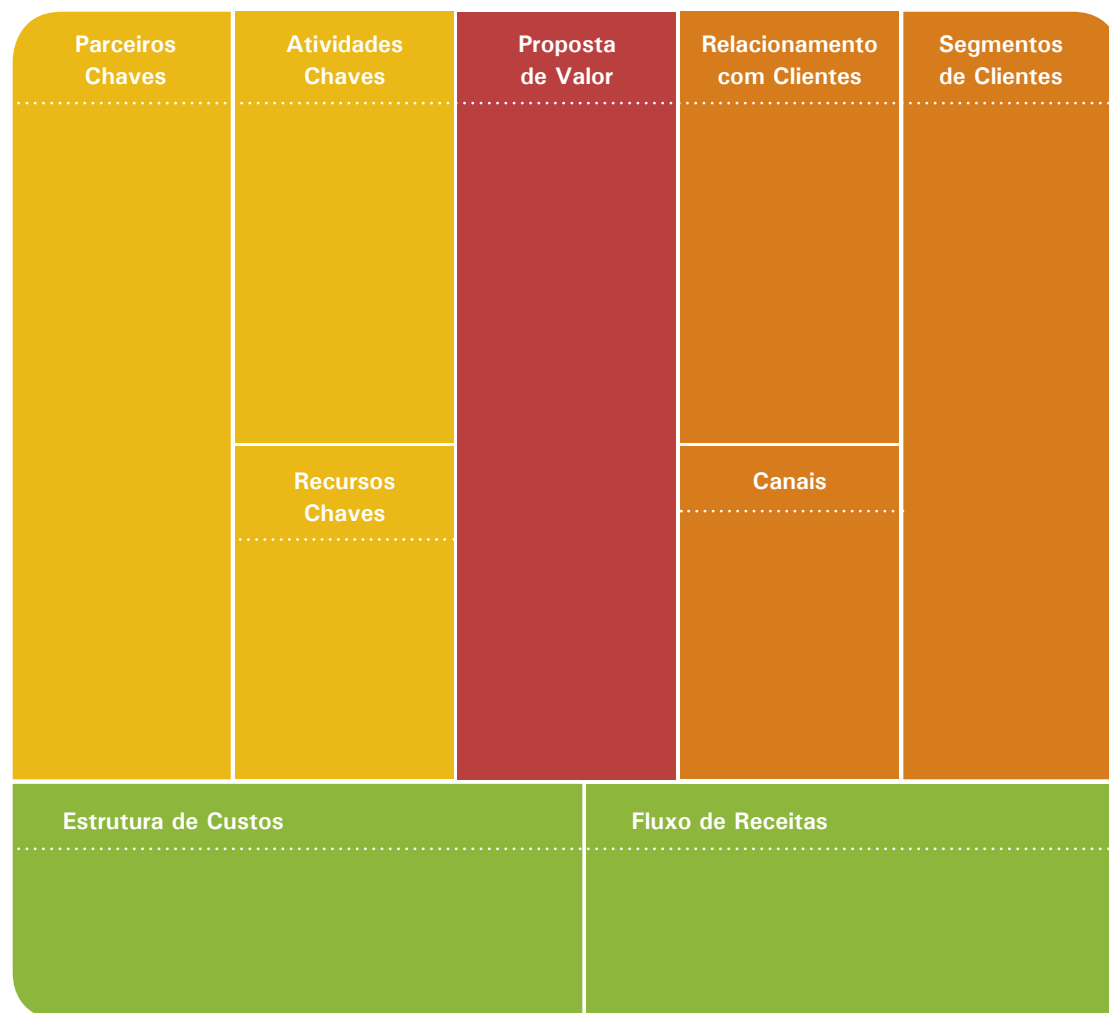 Parceiros
Chaves
Atividades
Chaves
Proposta
de Valor
Relacionamento
com Clientes
Segmentos
de Clientes
Recursos
Chaves
Canais
Estrutura de Custos
Fluxo de Receitas